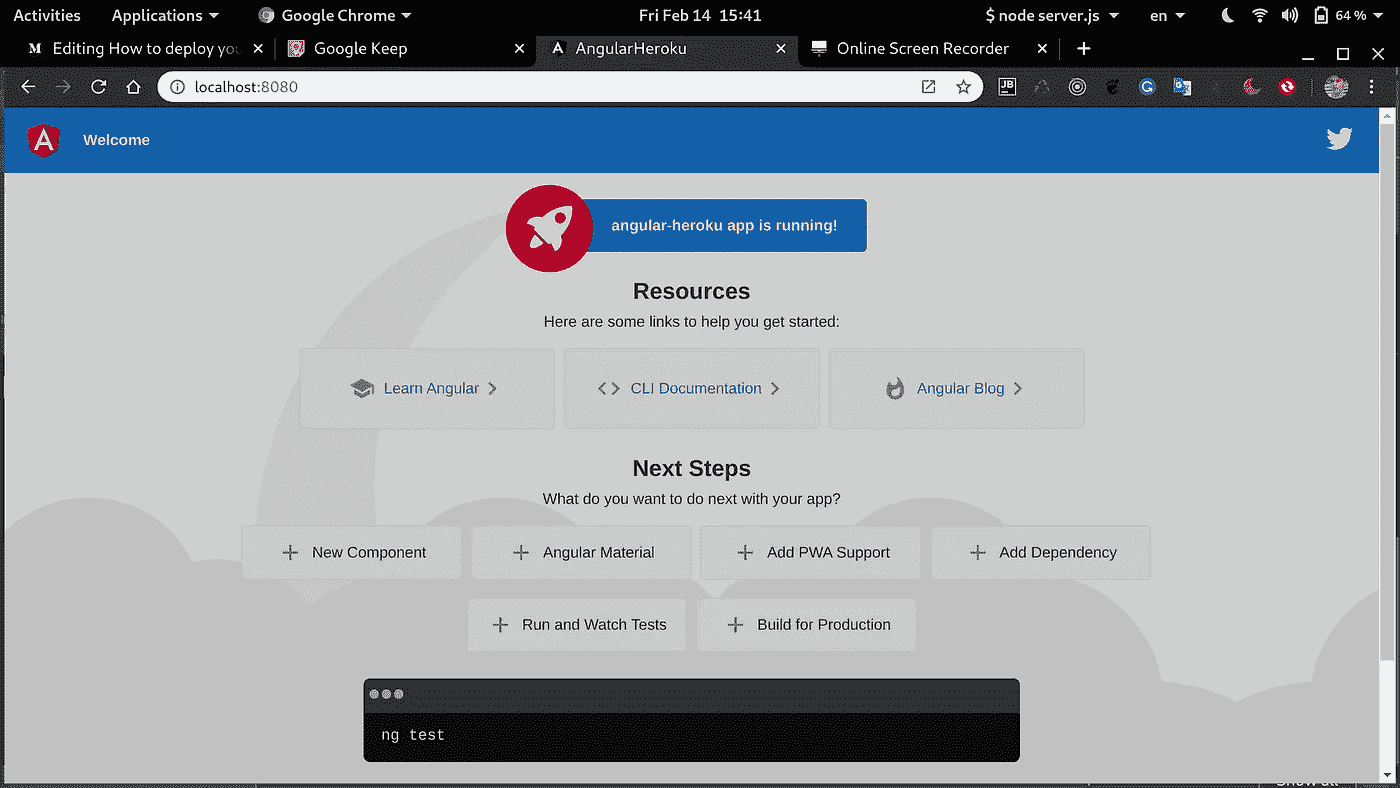 Activities Applications Google Chrome Fri Feb 14 15:41 $ node server.js en 64 %
M Editing How to deploy you Google Keep AngularHeroku Online Screen Recorder
localhost:8080 JB
A Welcome
angular-heroku app is running!
Resources
Here are some links to help you get started:
Learn Angular CLI Documentation Angular Blog
Next Steps
What do you want to do next with your app?
New Component Angular Material Add PWA Support Add Dependency
Run and Watch Tests Build for Production
ng test
Show all